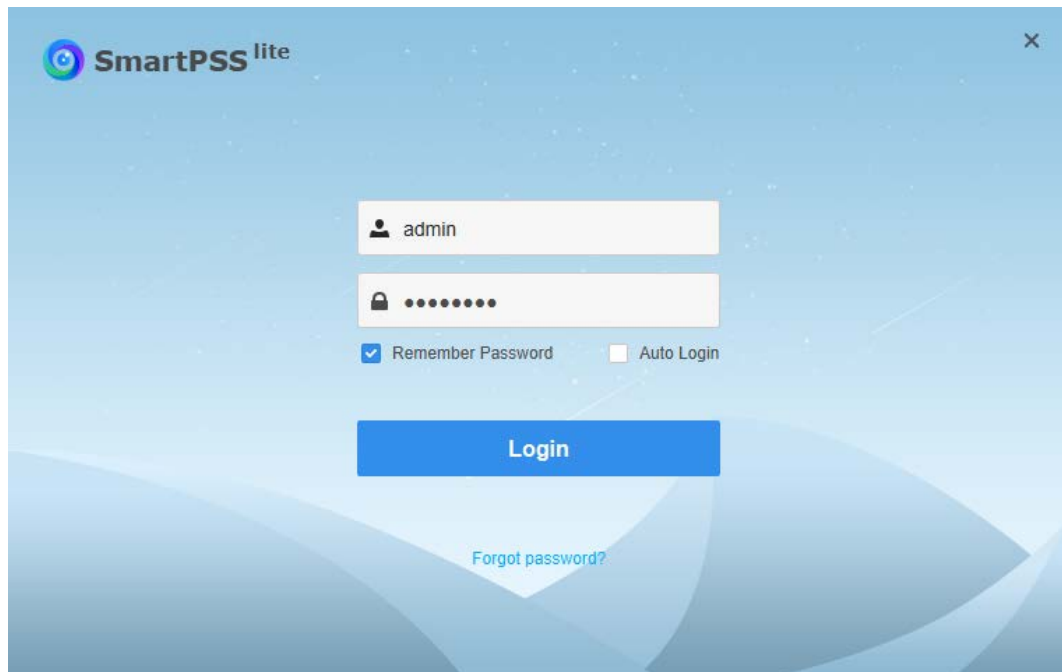 SmartPSS lite
admin
••••••••
Remember Password Auto Login
Login
Forgot password?